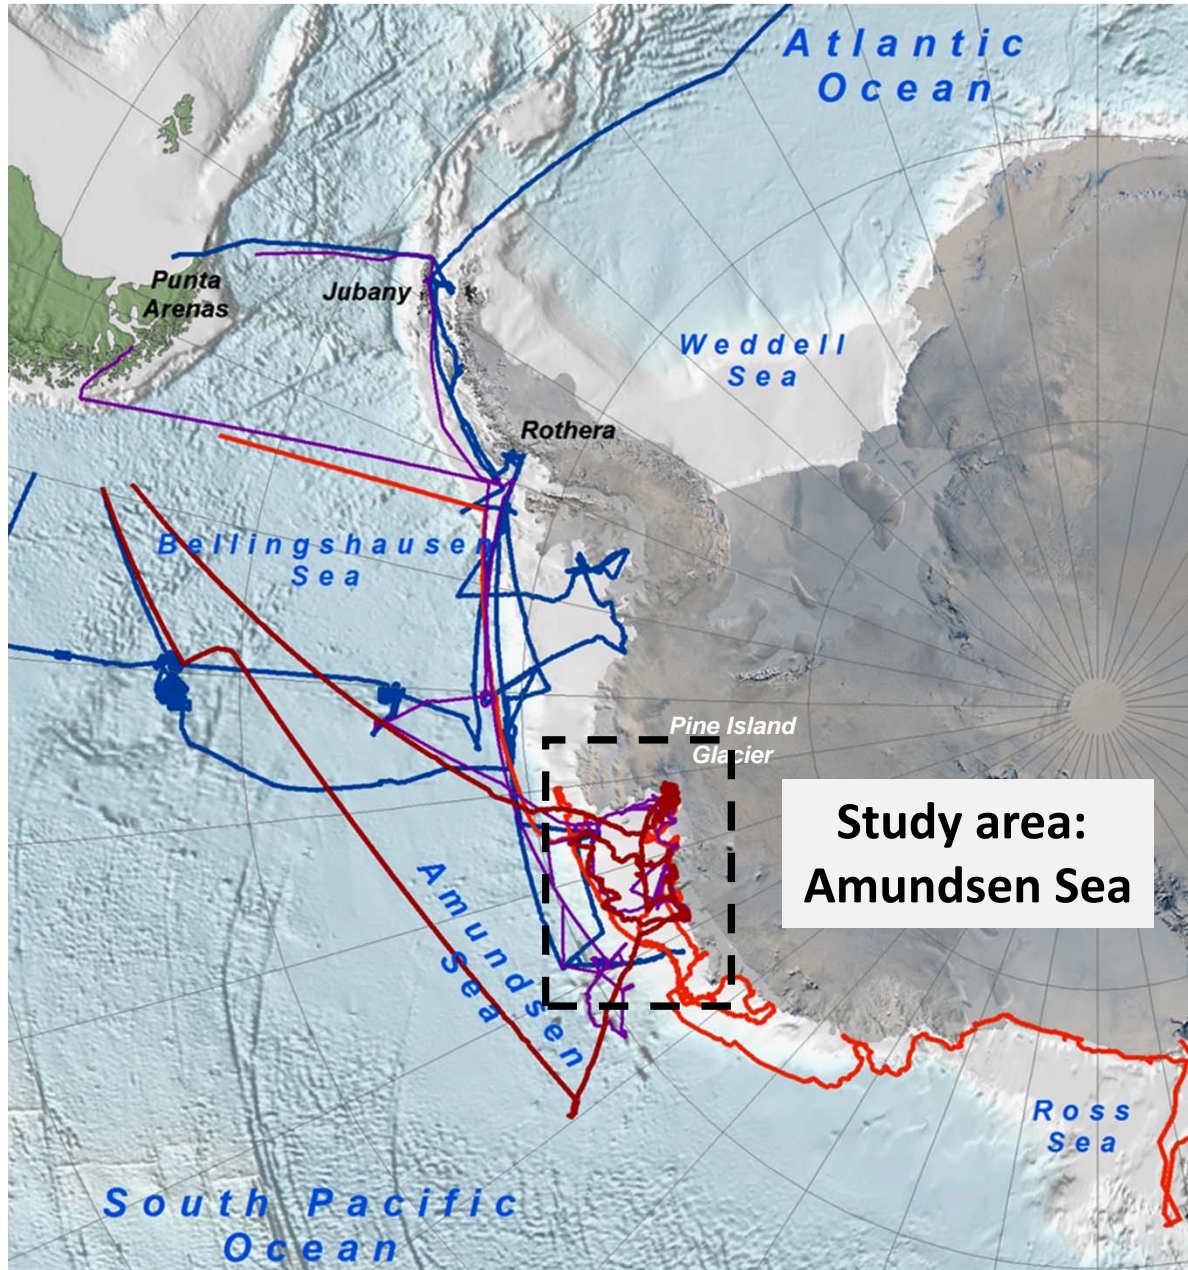 Atlantic
Ocean
Punta
Arenas
Jubany
Weddell
Sea
Rothera
Bellingshausen
Sea
Pine Island
Glacier
Study area:
Amundsen Sea
Amundsen
Sea
Ross
Sea
South Pacific
Ocean